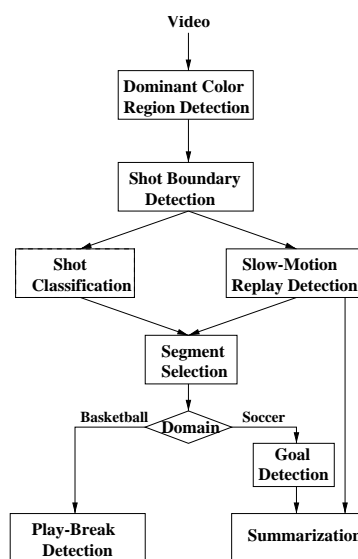 Video
Dominant Color
Region Detection
Shot Boundary
Detection
Shot
Classification
Slow-Motion
Replay Detection
Segment
Selection
Basketball
Domain
Soccer
Goal
Detection
Play-Break
Detection
Summarization